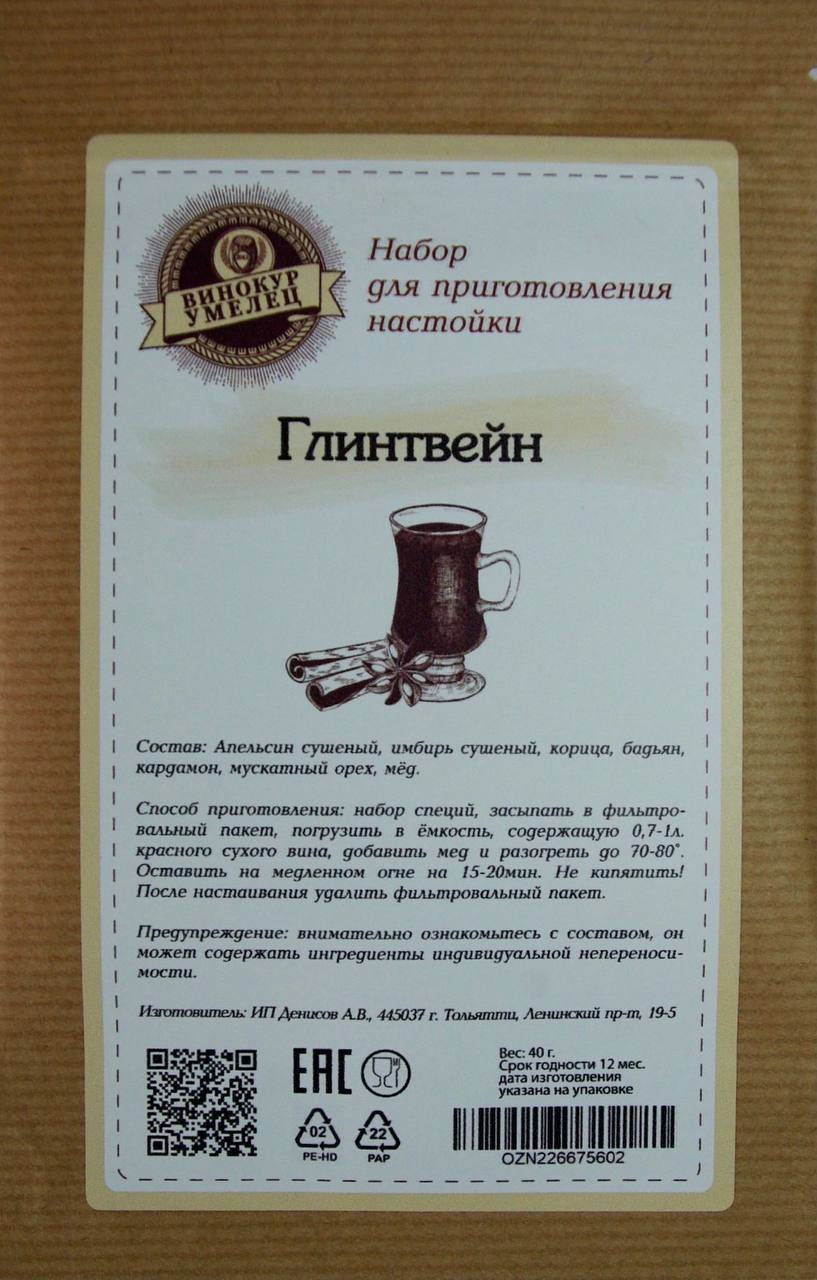 ВИНОКУР
УМЕЛЕЦ
Набор
для приготовления
настойки
Глинтвейн
Состав: Апельсин сушеный, имбирь сушеный, корица, бадьян,
кардамон, мускатный орех, мёд.
Способ приготовления: набор специй, засыпать в фильтро-
вальный пакет, погрузить в ёмкость, содержащую 0,7-1л.
красного сухого вина, добавить мед и разогреть до 70-80°.
Оставить на медленном огне на 15-20мин. Не кипятить!
После настаивания удалить фильтровальный пакет.
Предупреждение: внимательно ознакомьтесь с составом, он
может содержать ингредиенты индивидуальной непереноси-
мости.
Изготовитель: ИП Денисов А.В., 445037 г. Тольятти, Ленинский пр-т, 19-5
EAC
Вес: 40 г.
Срок годности 12 мес.
дата изготовления
указана на упаковке
02
PE-HD
22
PAP
OZN226675602